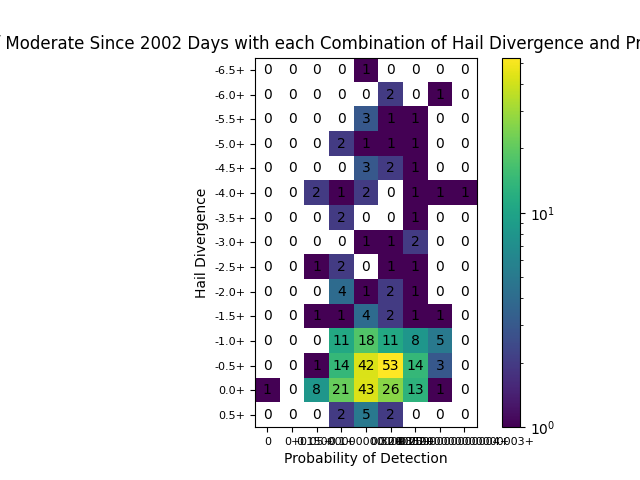 Moderate Since 2002 Days with each Combination of Hail Divergence and
Hail Divergence
-6.5+ 0 0 0 0 1 0 0 0 0
-6.0+ 0 0 0 0 0 2 0 1 0
-5.5+ 0 0 0 0 3 1 1 0 0
-5.0+ 0 0 0 2 1 1 1 0 0
-4.5+ 0 0 0 0 3 2 1 0 0
-4.0+ 0 0 2 1 2 0 1 1 1
-3.5+ 0 0 0 2 0 0 1 0 0
-3.0+ 0 0 0 0 1 1 2 0 0
-2.5+ 0 0 1 2 0 1 1 0 0
-2.0+ 0 0 0 4 1 2 1 0 0
-1.5+ 0 0 1 1 4 2 1 1 0
-1.0+ 0 0 0 11 18 11 8 5 0
-0.5+ 0 0 1 14 42 53 14 3 0
0.0+ 1 0 8 21 43 26 13 1 0
0.5+ 0 0 0 2 5 2 0 0 0
0
Probability of Detection
10¹
10⁰